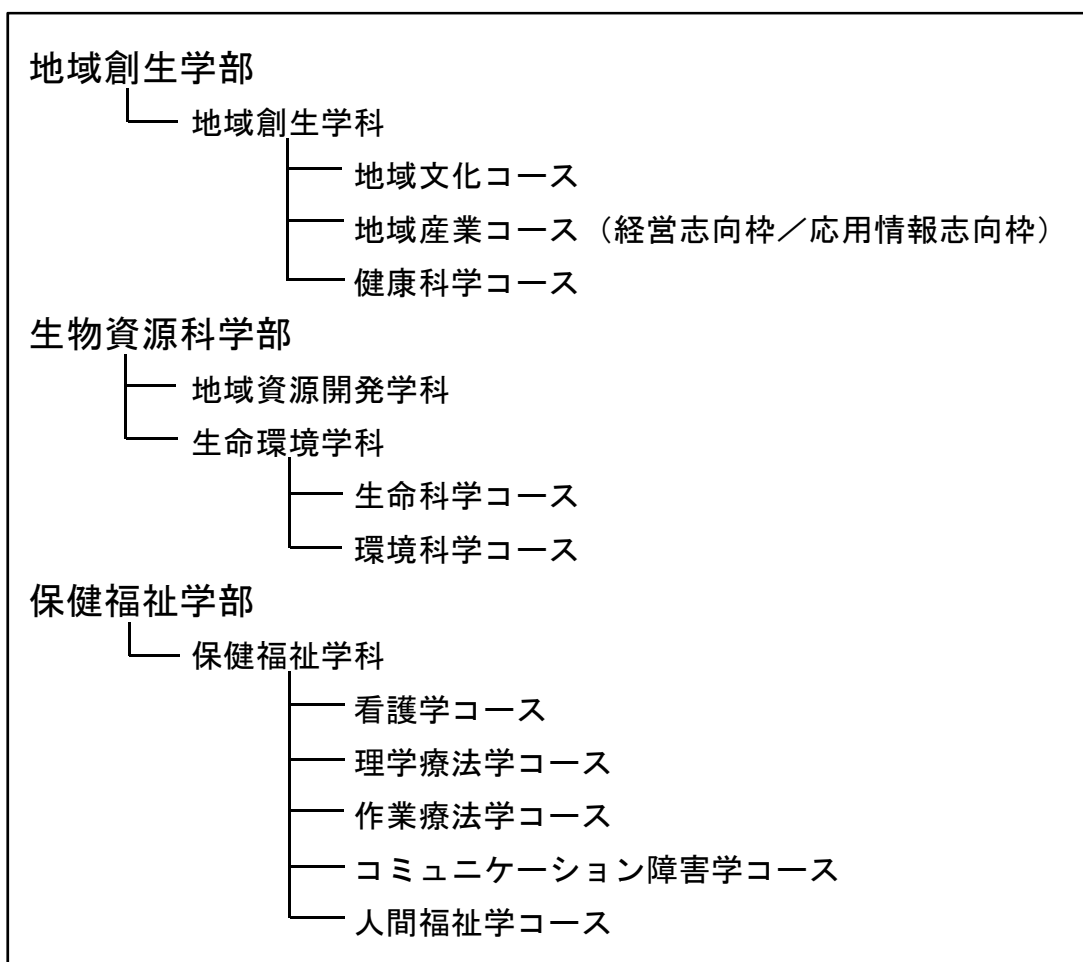 地域創生学部
地域創生学科
地域文化コース
地域産業コース（経営志向枠／応用情報志向枠）
健康科学コース
生物資源科学部
地域資源開発学科
生命環境学科
生命科学コース
環境科学コース
保健福祉学部
保健福祉学科
看護学コース
理学療法学コース
作業療法学コース
コミュニケーション障害学コース
人間福祉学コース